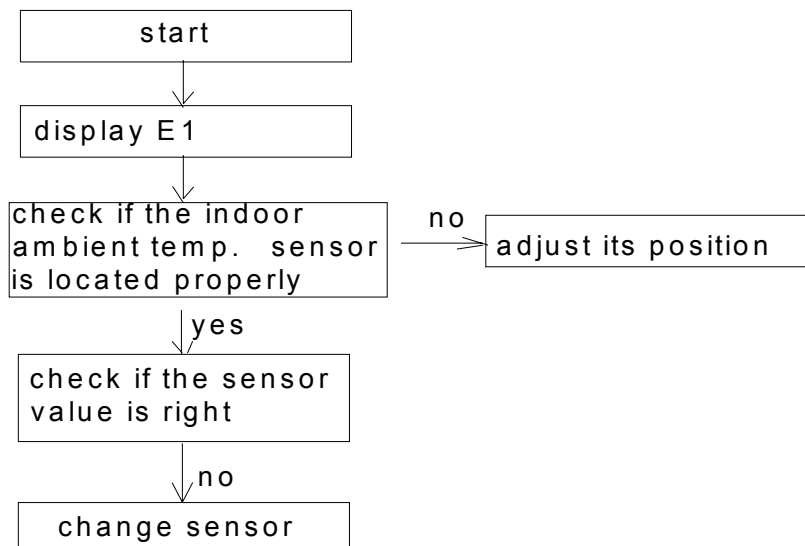 start
display E1
check if the indoor
ambient temp. sensor
is located properly
no
adjust its position
yes
check if the sensor
value is right
no
change sensor